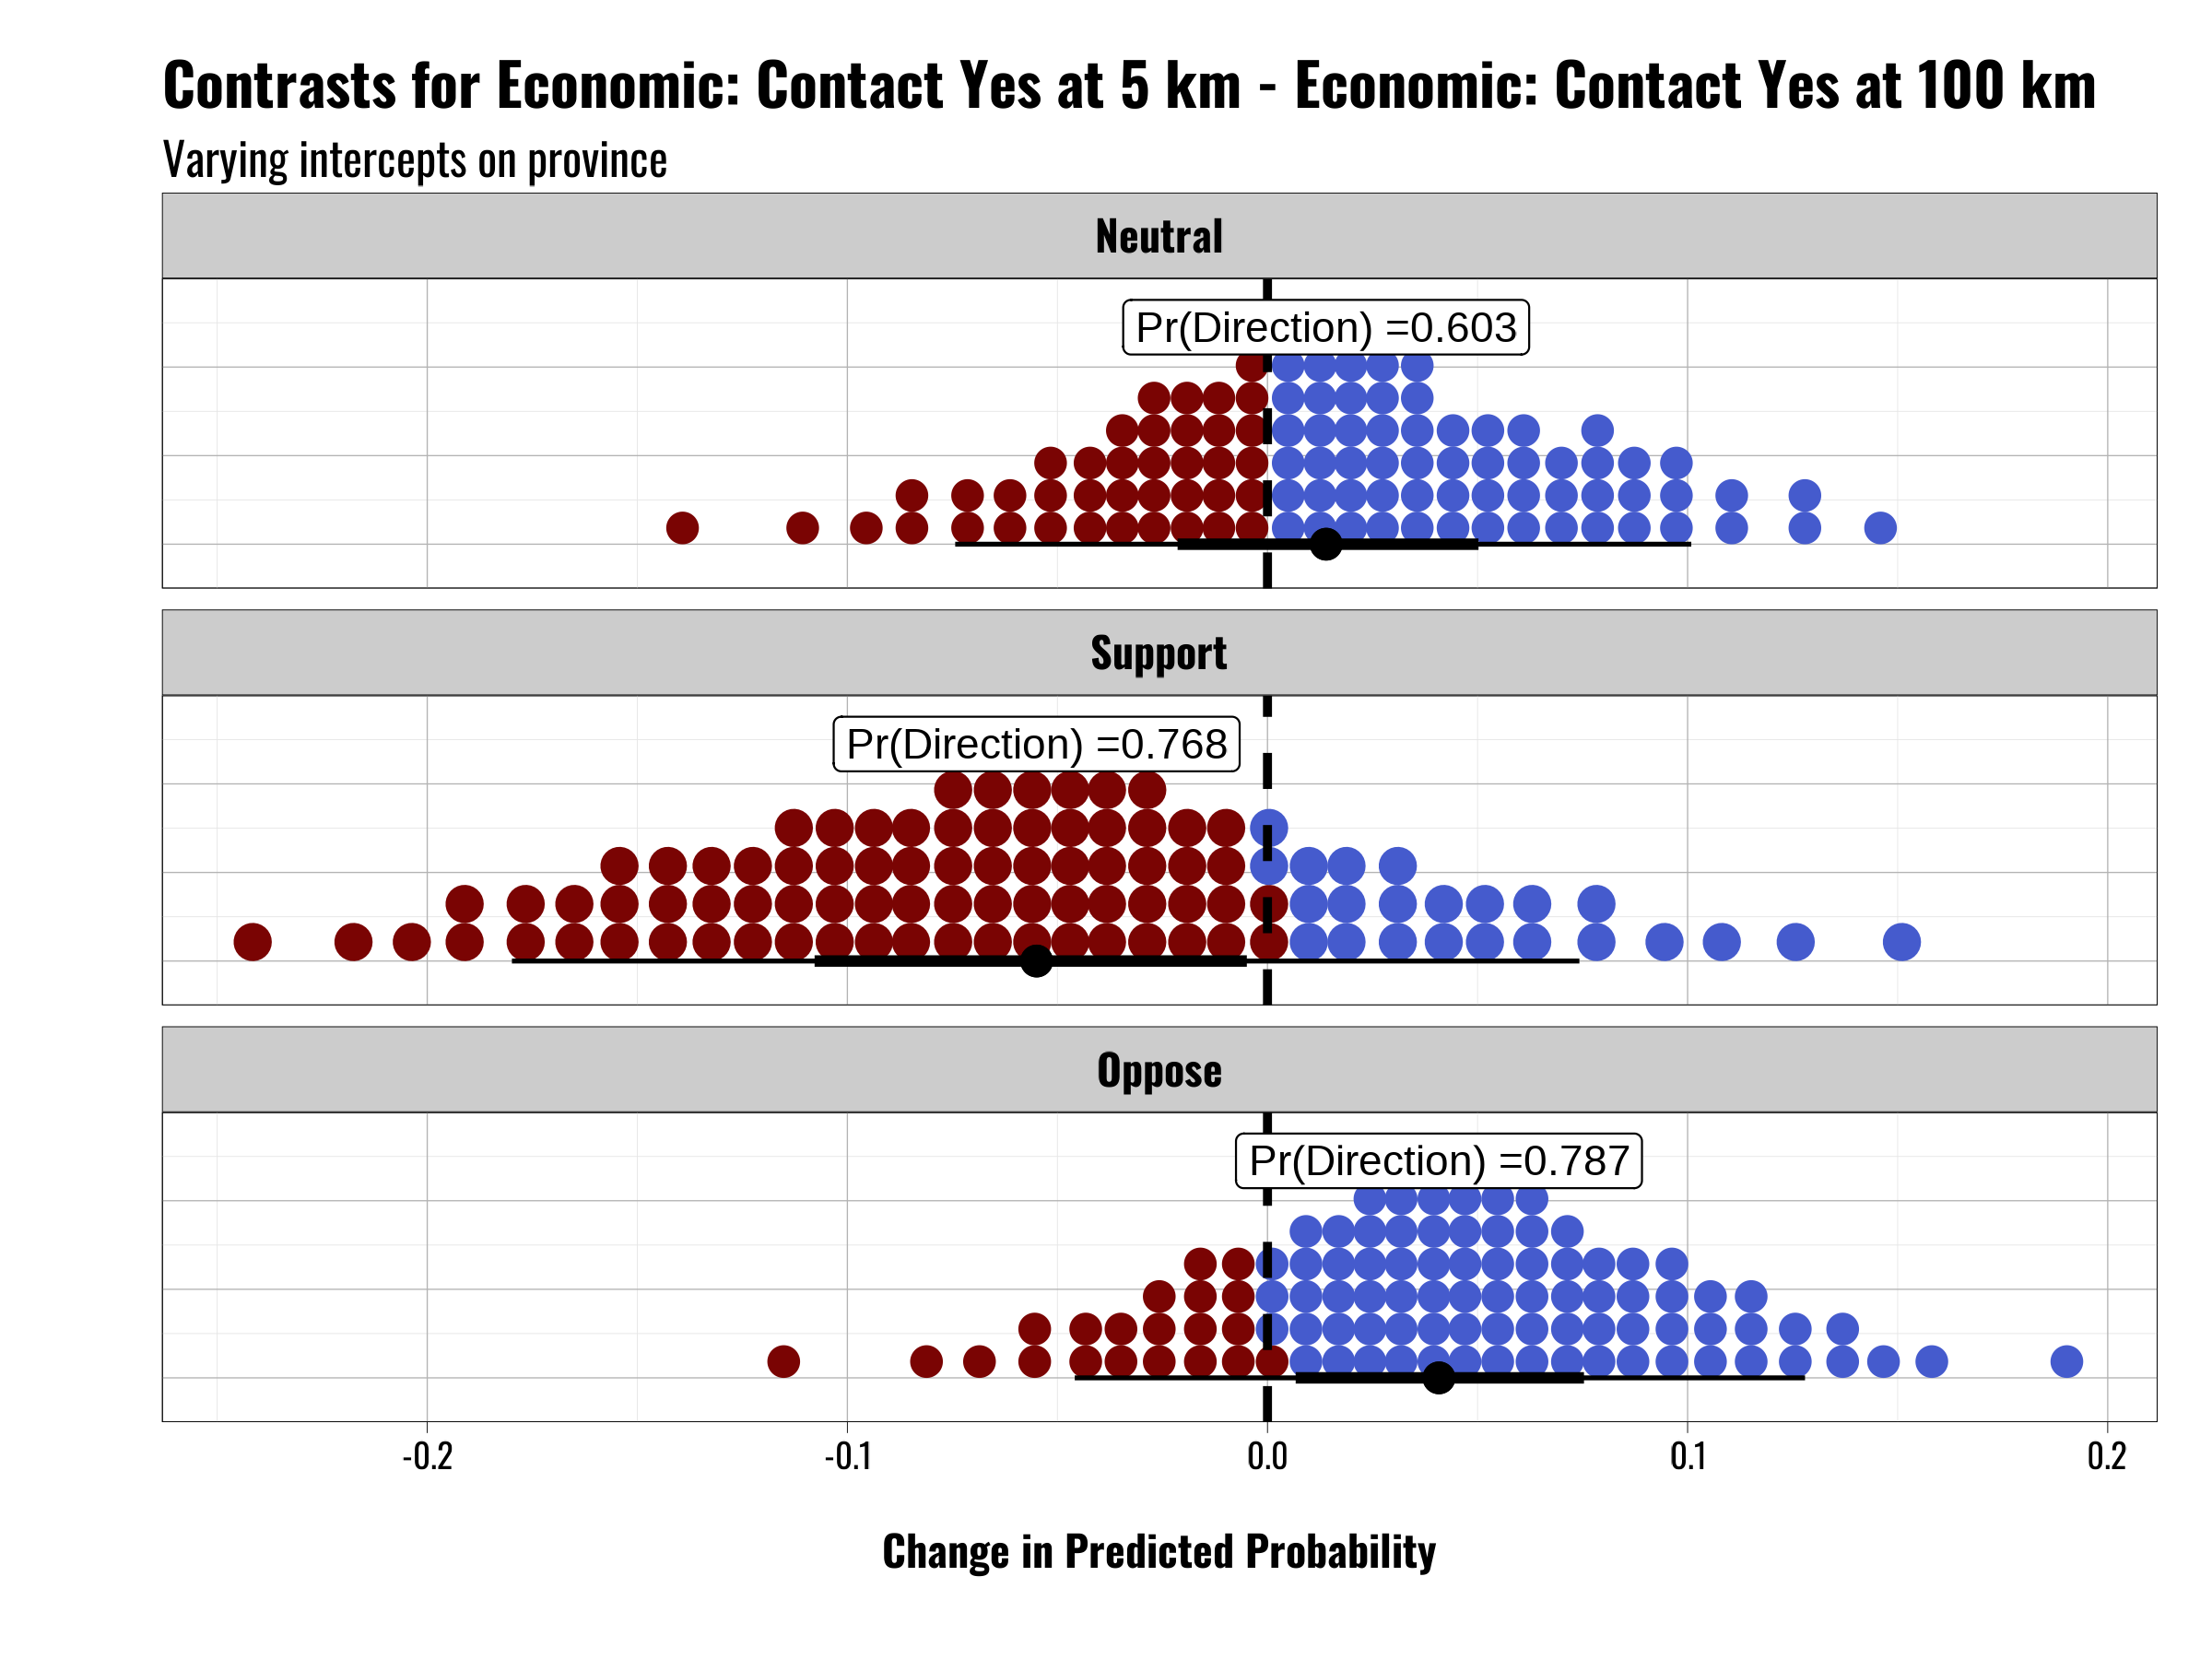 Contrasts for Economic: Contact Yes at 5 km - Economic: Contact Yes at 100 km
Varying intercepts on province
Neutral
Pr(Direction) =0.603
Support
Pr(Direction) =0.768
Oppose
Pr(Direction) =0.787
-0.2 -0.1 0.0 0.1 0.2
Change in Predicted Probability